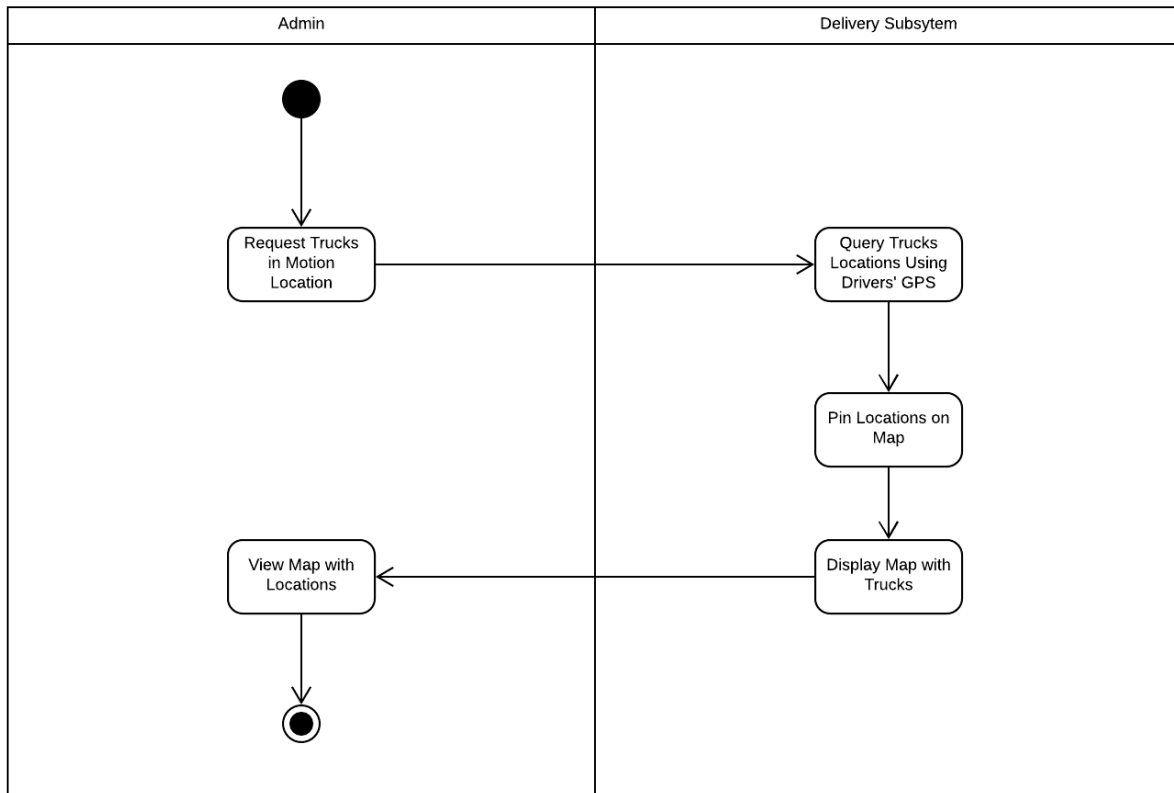 Admin
Delivery Subsytem
Request Trucks
in Motion
Location
Query Trucks
Locations Using
Drivers' GPS
Pin Locations on
Map
View Map with
Locations
Display Map with
Trucks